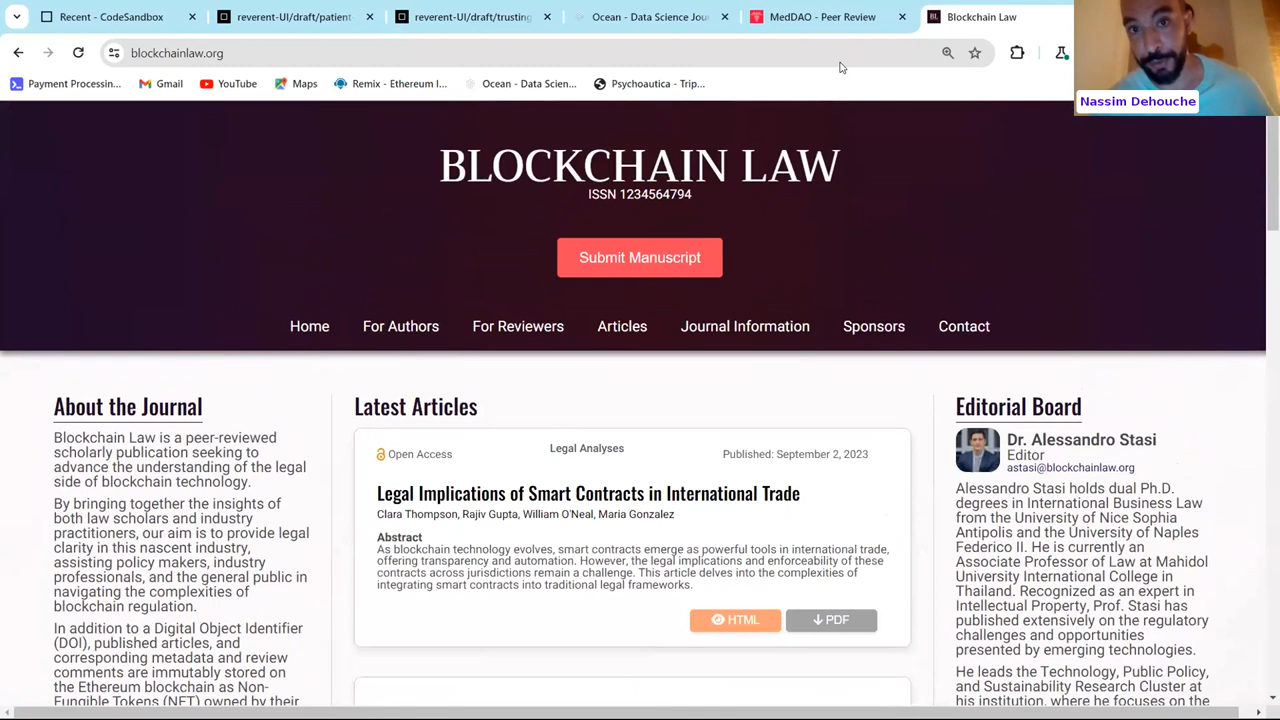 Recent - CodeSandbox
reverent-UI/draft/patient-
reverent-UI/draft/trusting
Ocean - Data Science Jou
MedDAO - Peer Review
BL Blockchain Law
blockchainlaw.org
Payment Processin...
Gmail
YouTube
Maps
Remix - Ethereum I...
Ocean - Data Scien...
Psychoautica - Trip...
Nassim Dehouche
BLOCKCHAIN LAW
ISSN 1234564794
Submit Manuscript
Home
For Authors
For Reviewers
Articles
Journal Information
Sponsors
Contact
About the Journal
Blockchain Law is a peer-reviewed
scholarly publication seeking to
advance the understanding of the legal
side of blockchain technology.
By bringing together the insights of
both law scholars and industry
practitioners, our aim is to provide legal
clarity in this nascent industry,
assisting policy makers, industry
professionals, and the general public in
navigating the complexities of
blockchain regulation.
In addition to a Digital Object Identifier
(DOI), published articles, and
corresponding metadata and review
comments are immutably stored on
the Ethereum blockchain as Non-
Fungible Tokens (NFT) owned by their
Latest Articles
Open Access
Legal Analyses
Published: September 2, 2023
Legal Implications of Smart Contracts in International Trade
Clara Thompson, Rajiv Gupta, William O'Neal, Maria Gonzalez
Abstract
As blockchain technology evolves, smart contracts emerge as powerful tools in international trade,
offering transparency and automation. However, the legal implications and enforceability of these
contracts across jurisdictions remain a challenge. This article delves into the complexities of
integrating smart contracts into traditional legal frameworks.
HTML
PDF
Editorial Board
Dr. Alessandro Stasi
Editor
astasi@blockchainlaw.org
Alessandro Stasi holds dual Ph.D.
degrees in International Business Law
from the University of Nice Sophia
Antipolis and the University of Naples
Federico II. He is currently an
Associate Professor of Law at Mahidol
University International College in
Thailand. Recognized as an expert in
Intellectual Property, Prof. Stasi has
published extensively on the regulatory
challenges and opportunities
presented by emerging technologies.
He leads the Technology, Public Policy,
and Sustainability Research Cluster at
his institution, where he focuses on the